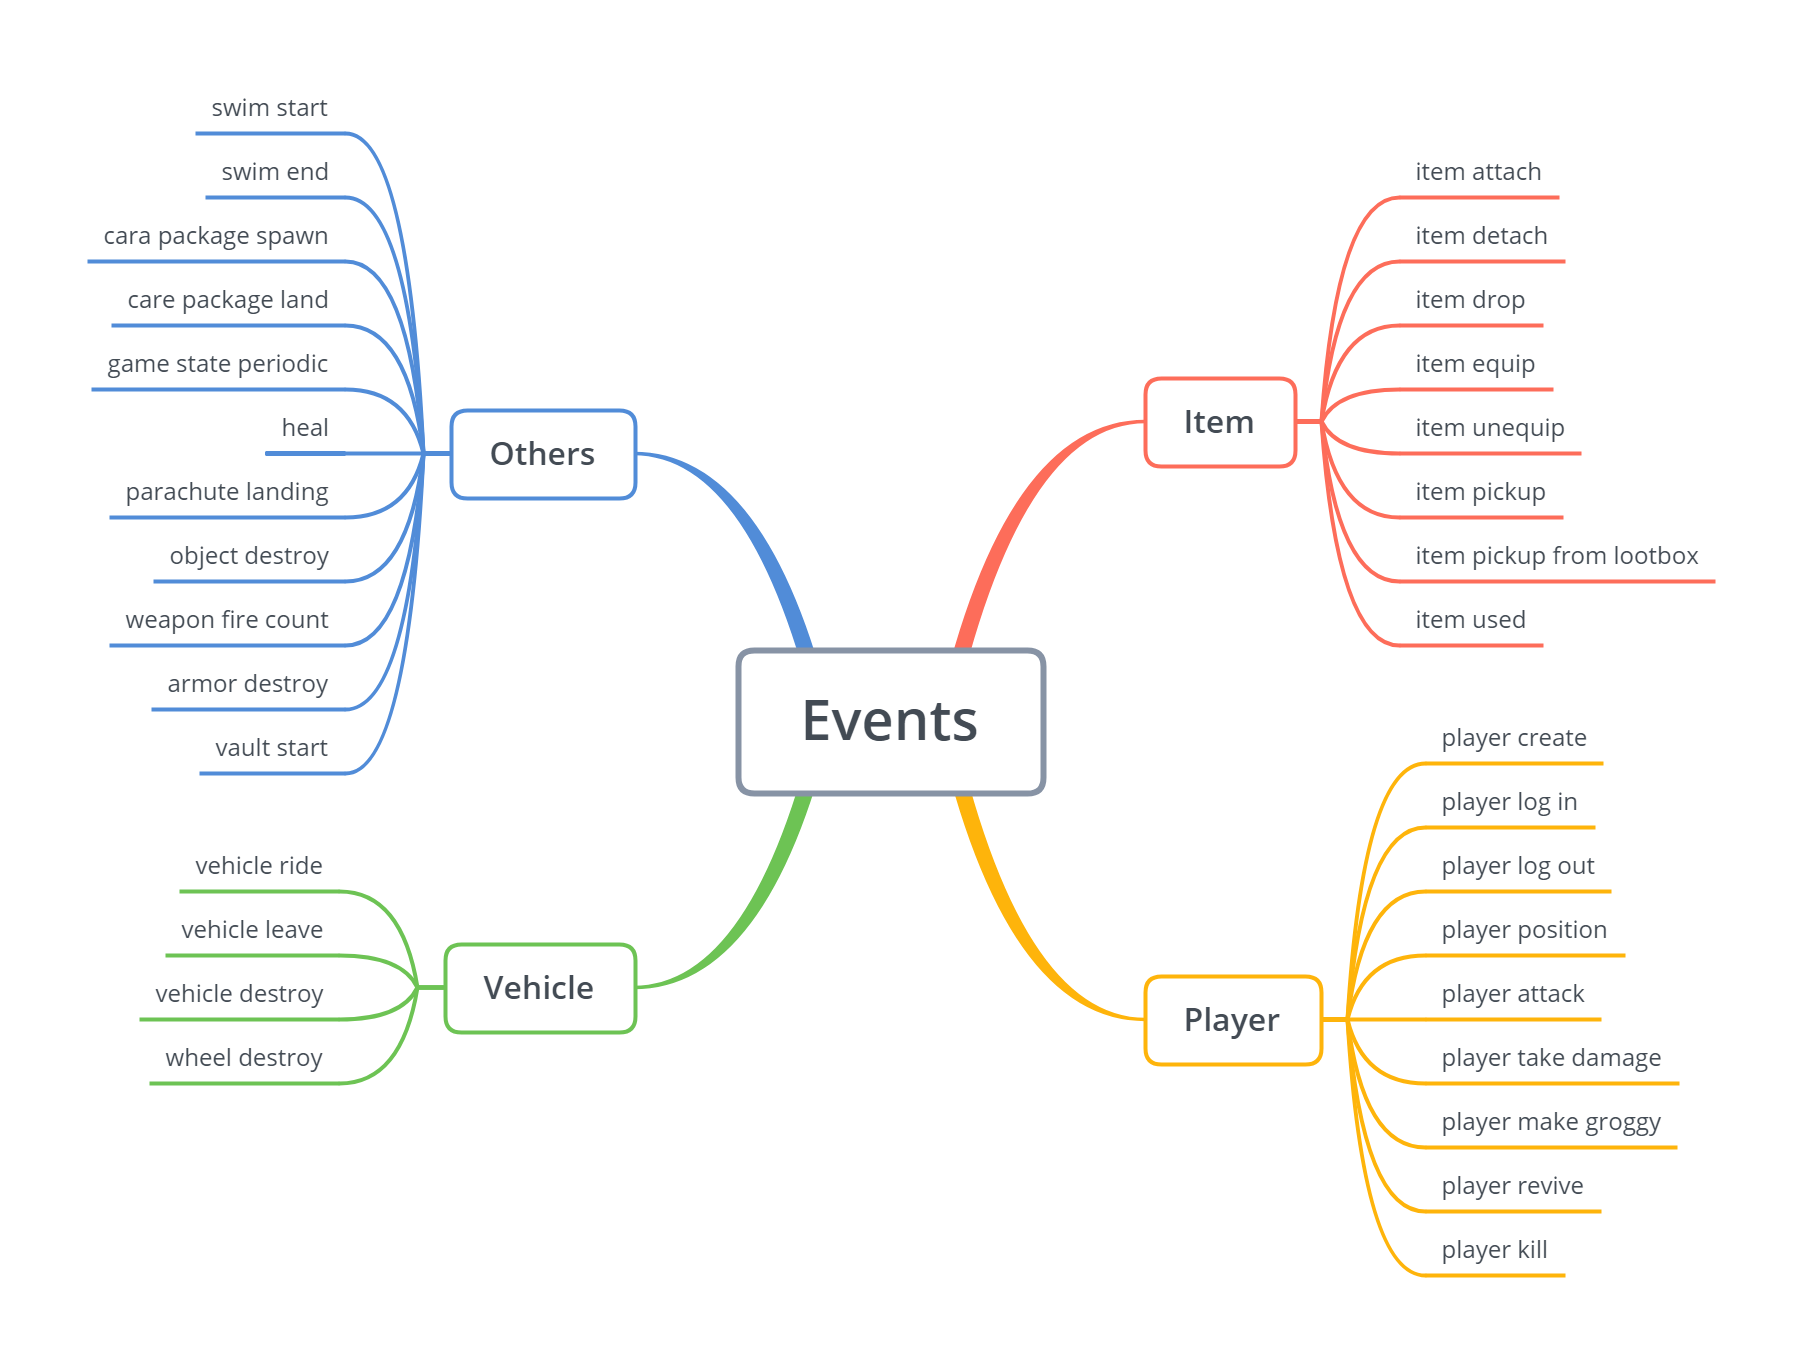 Events
Others
swim start
swim end
cara package spawn
care package land
game state periodic
heal
parachute landing
object destroy
weapon fire count
armor destroy
vault start
Vehicle
vehicle ride
vehicle leave
vehicle destroy
wheel destroy
Item
item attach
item detach
item drop
item equip
item unequip
item pickup
item pickup from lootbox
item used
Player
player create
player log in
player log out
player position
player attack
player take damage
player make groggy
player revive
player kill